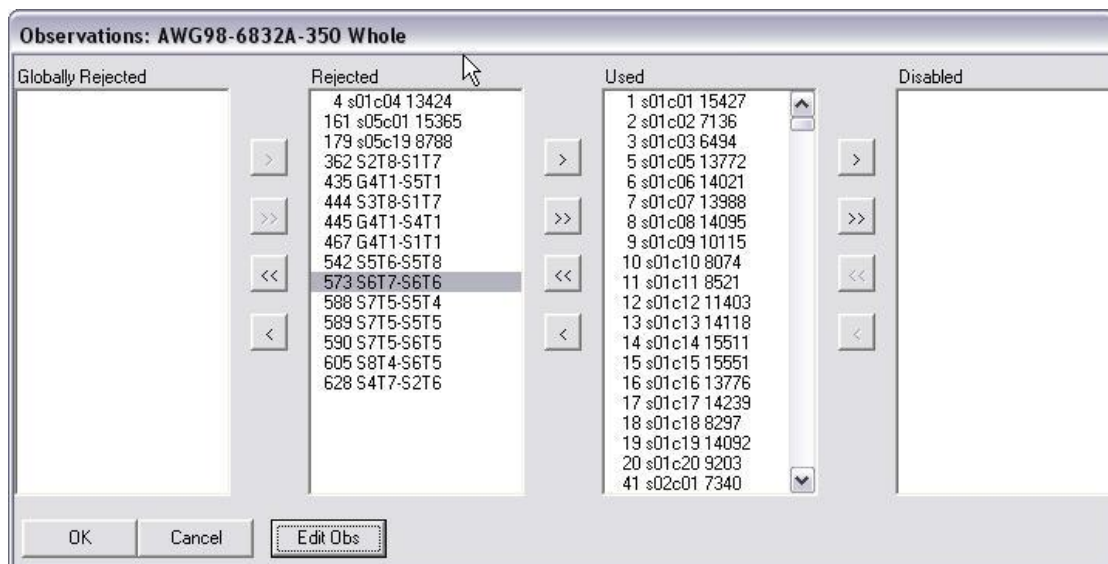 Observations: AWG98-6832A-350 Whole
Globally Rejected
Rejected
Used
Disabled
4 s01c04 13424
161 s05c01 15365
179 s05c19 8788
362 S2T8-S1T7
435 G4T1-S5T1
444 S3T8-S1T7
445 G4T1-S4T1
467 G4T1-S1T1
542 S5T6-S5T8
573 S6T7-S6T6
588 S7T5-S5T4
589 S7T5-S5T5
590 S7T5-S6T5
605 S8T4-S6T5
628 S4T7-S2T6
1 s01c01 15427
2 s01c02 7136
3 s01c03 6494
5 s01c05 13772
6 s01c06 14021
7 s01c07 13988
8 s01c08 14095
9 s01c09 10115
10 s01c10 8074
11 s01c11 8521
12 s01c12 11403
13 s01c13 14118
14 s01c14 15511
15 s01c15 15551
16 s01c16 13776
17 s01c17 14239
18 s01c18 8297
19 s01c19 14092
20 s01c20 9203
41 s02c01 7340
> > >
>> >> >>
<< << <<
< < <
OK
Cancel
Edit Obs